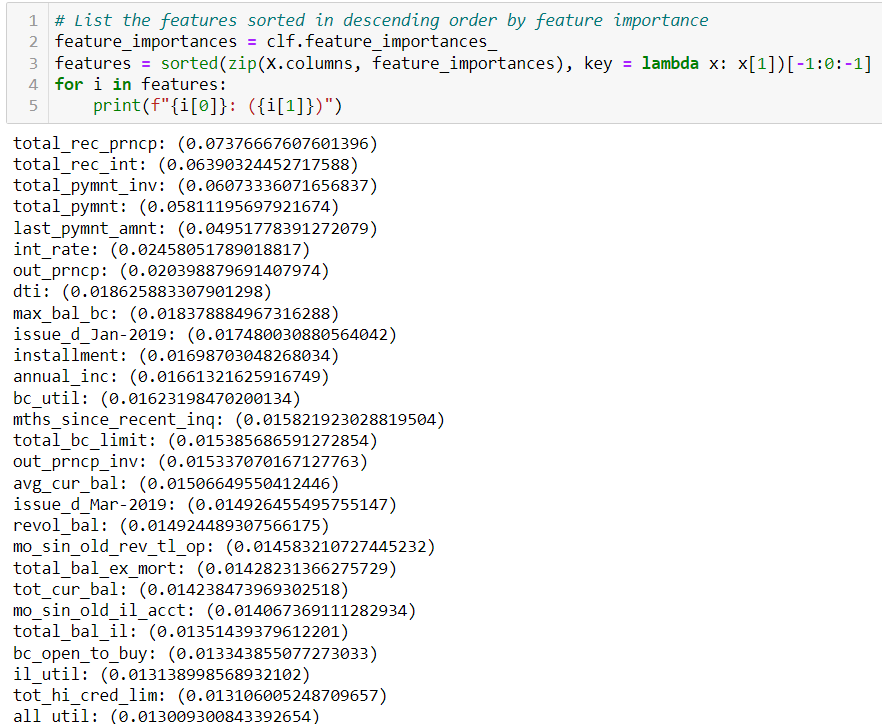 1 # List the features sorted in descending order by feature importance
2 feature_importances = clf.feature_importances_
3 features = sorted(zip(X.columns, feature_importances), key = lambda x: x[1])[-1:0:-1]
4 for i in features:
5     print(f"{i[0]}: ({i[1]})")
total_rec_prncp: (0.07376667607601396)
total_rec_int: (0.06390324452717588)
total_pymnt_inv: (0.06073336071656837)
total_pymnt: (0.05811195697921674)
last_pymnt_amnt: (0.04951778391272079)
int_rate: (0.02458051789018817)
out_prncp: (0.020398879691407974)
dti: (0.018625883307901298)
max_bal_bc: (0.018378884967316288)
issue_d_Jan-2019: (0.017480030880564042)
installment: (0.01698703048268034)
annual_inc: (0.01661321625916749)
bc_util: (0.01623198470200134)
mths_since_recent_inq: (0.015821923028819504)
total_bc_limit: (0.015385686591272854)
out_prncp_inv: (0.015337070167127763)
avg_cur_bal: (0.01506649550412446)
issue_d_Mar-2019: (0.014926455495755147)
revol_bal: (0.014924489307566175)
mo_sin_old_rev_tl_op: (0.014583210727445232)
total_bal_ex_mort: (0.01428231366275729)
tot_cur_bal: (0.014238473969302518)
mo_sin_old_il_acct: (0.014067369111282934)
total_bal_il: (0.01351439379612201)
bc_open_to_buy: (0.013343855077273033)
il_util: (0.013138998568932102)
tot_hi_cred_lim: (0.013106005248709657)
all_util: (0.013009300843392654)